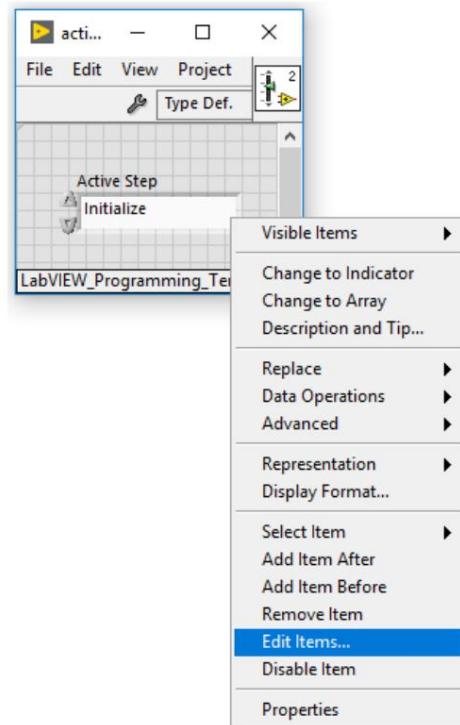 acti...
File Edit View Project
2
Type Def.
Active Step
Initialize
LabVIEW_Programming_Te
Visible Items
Change to Indicator
Change to Array
Description and Tip...
Replace
Data Operations
Advanced
Representation
Display Format...
Select Item
Add Item After
Add Item Before
Remove Item
Edit Items...
Disable Item
Properties